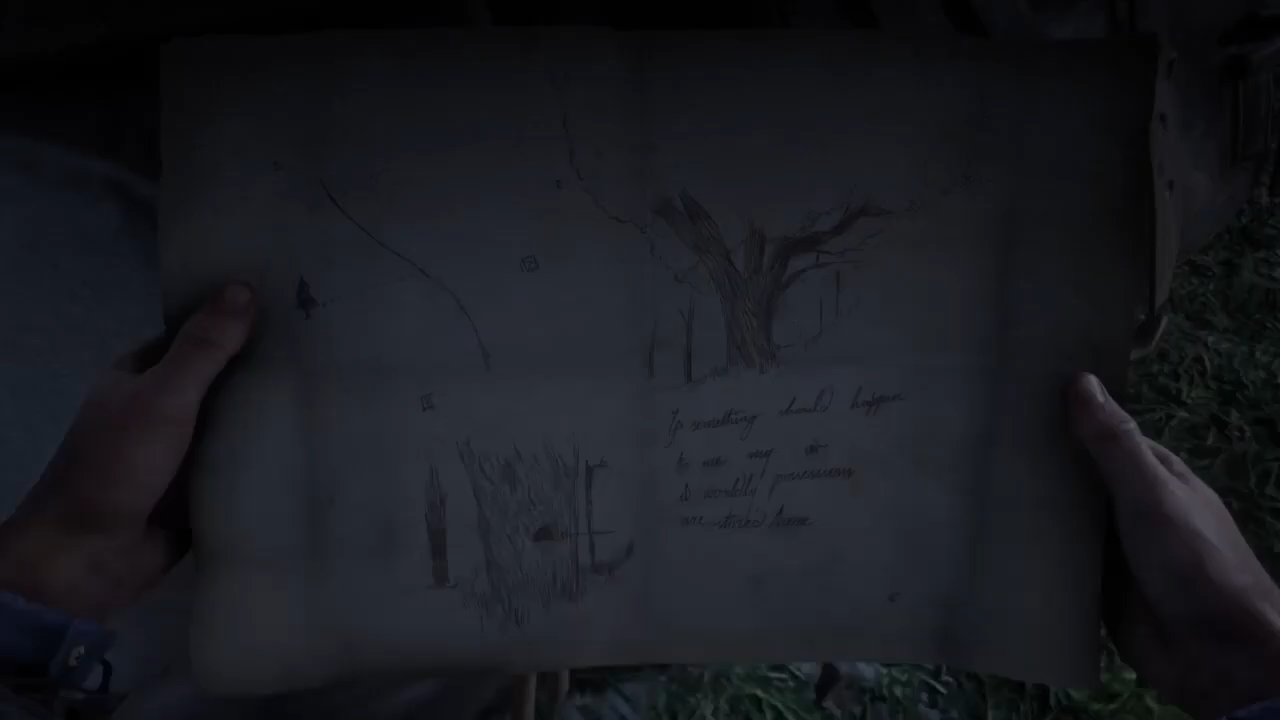 If something should happen
to me my
worldly possessions
are stored here